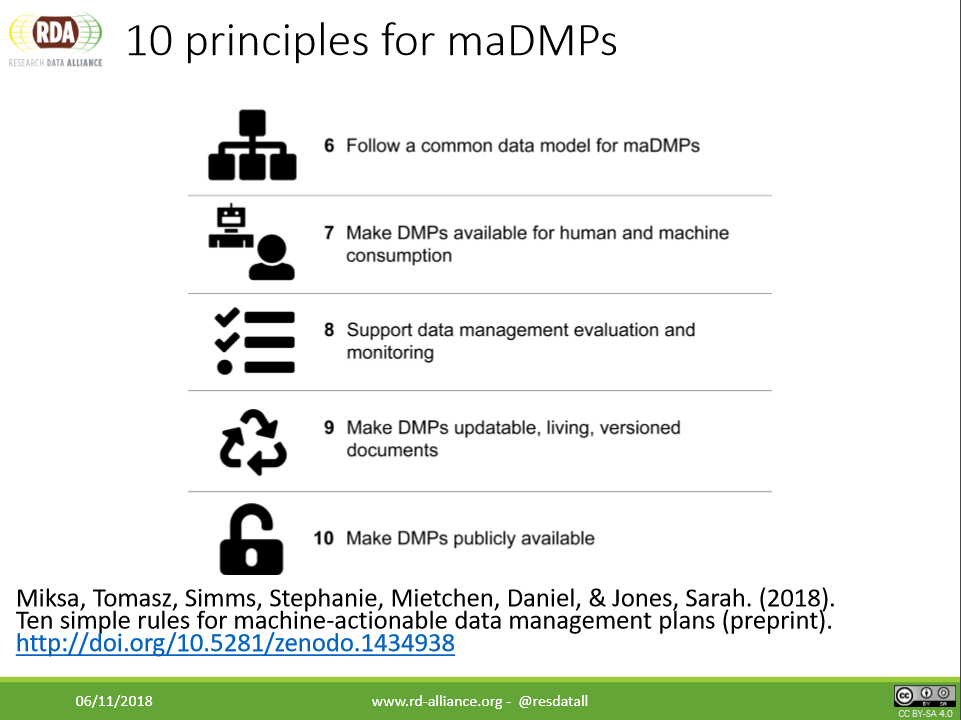 RDA
RESEARCH DATA ALLIANCE
10 principles for maDMPs
6 Follow a common data model for maDMPs
7 Make DMPs available for human and machine
consumption
8 Support data management evaluation and
monitoring
9 Make DMPs updatable, living, versioned
documents
10 Make DMPs publicly available
Miksa, Tomasz, Simms, Stephanie, Mietchen, Daniel, & Jones, Sarah. (2018).
Ten simple rules for machine-actionable data management plans (preprint).
http://doi.org/10.5281/zenodo.1434938
06/11/2018
www.rd-alliance.org - @resdatall
cc
BY SA
CC BY-SA 4.0